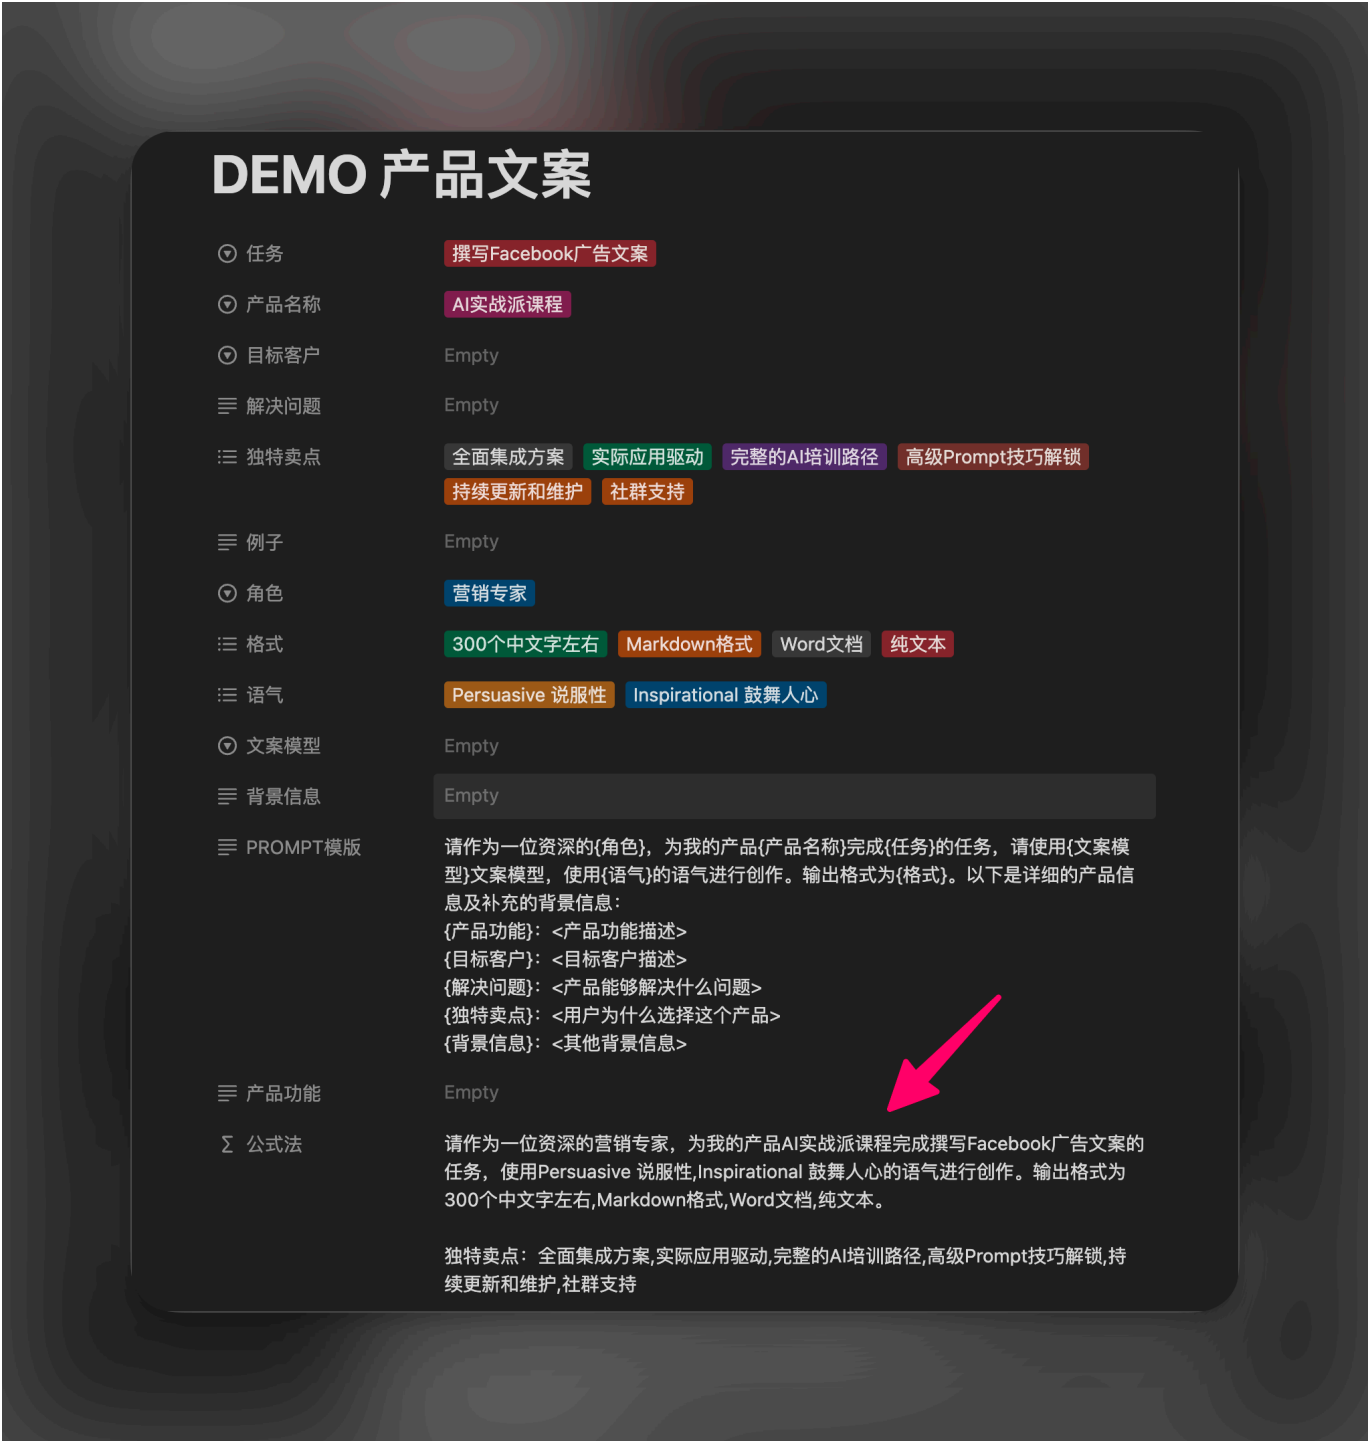 DEMO 产品文案
任务 撰写Facebook广告文案
产品名称 AI实战派课程
目标客户 Empty
解决问题 Empty
独特卖点 全面集成方案 实际应用驱动 完整的AI培训路径 高级Prompt技巧解锁
持续更新和维护 社群支持
例子 Empty
角色 营销专家
格式 300个中文字左右 Markdown格式 Word文档 纯文本
语气 Persuasive 说服性 Inspirational 鼓舞人心
文案模型 Empty
背景信息 Empty
PROMPT模版 请作为一位资深的{角色}，为我的产品{产品名称}完成{任务}的任务，请使用{文案模
型}文案模型，使用{语气}的语气进行创作。输出格式为{格式}。以下是详细的产品信
息及补充的背景信息：
{产品功能}：<产品功能描述>
{目标客户}：<目标客户描述>
{解决问题}：<产品能够解决什么问题>
{独特卖点}：<用户为什么选择这个产品>
{背景信息}：<其他背景信息>
产品功能 Empty
Σ 公式法 请作为一位资深的营销专家，为我的产品AI实战派课程完成撰写Facebook广告文案的
任务，使用Persuasive 说服性,Inspirational 鼓舞人心的语气进行创作。输出格式为
300个中文字左右,Markdown格式,Word文档,纯文本。
独特卖点：全面集成方案,实际应用驱动,完整的AI培训路径,高级Prompt技巧解锁,持
续更新和维护,社群支持